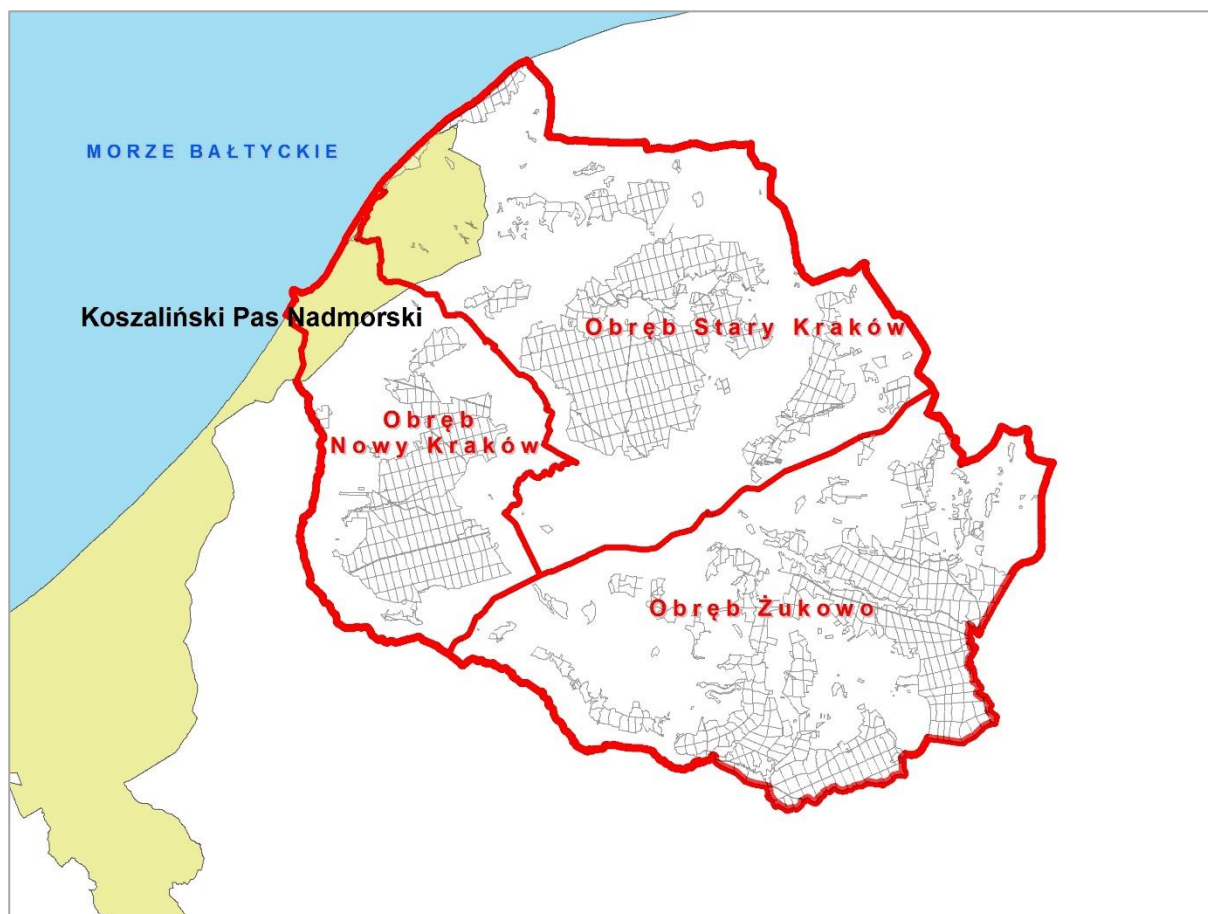 MORZE BAŁTYCKIE
Koszaliński Pas Nadmorski
Obręb Stary Kraków
Obręb
Nowy Kraków
Obręb Żukowo